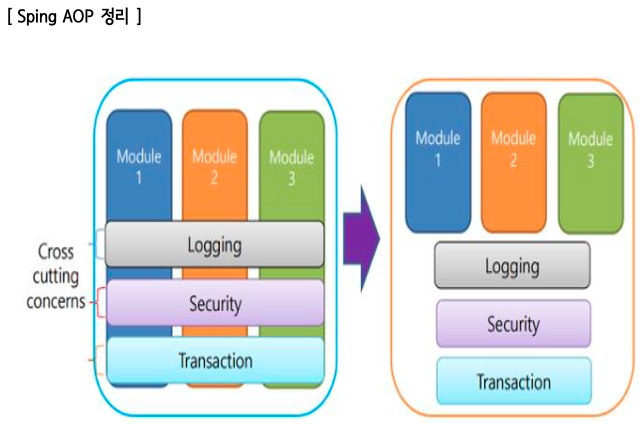 [ Sping AOP 정리 ]
Module
1
Module
2
Module
3
Logging
Security
Transaction
Cross
cutting
concerns
Module
1
Module
2
Module
3
Logging
Security
Transaction